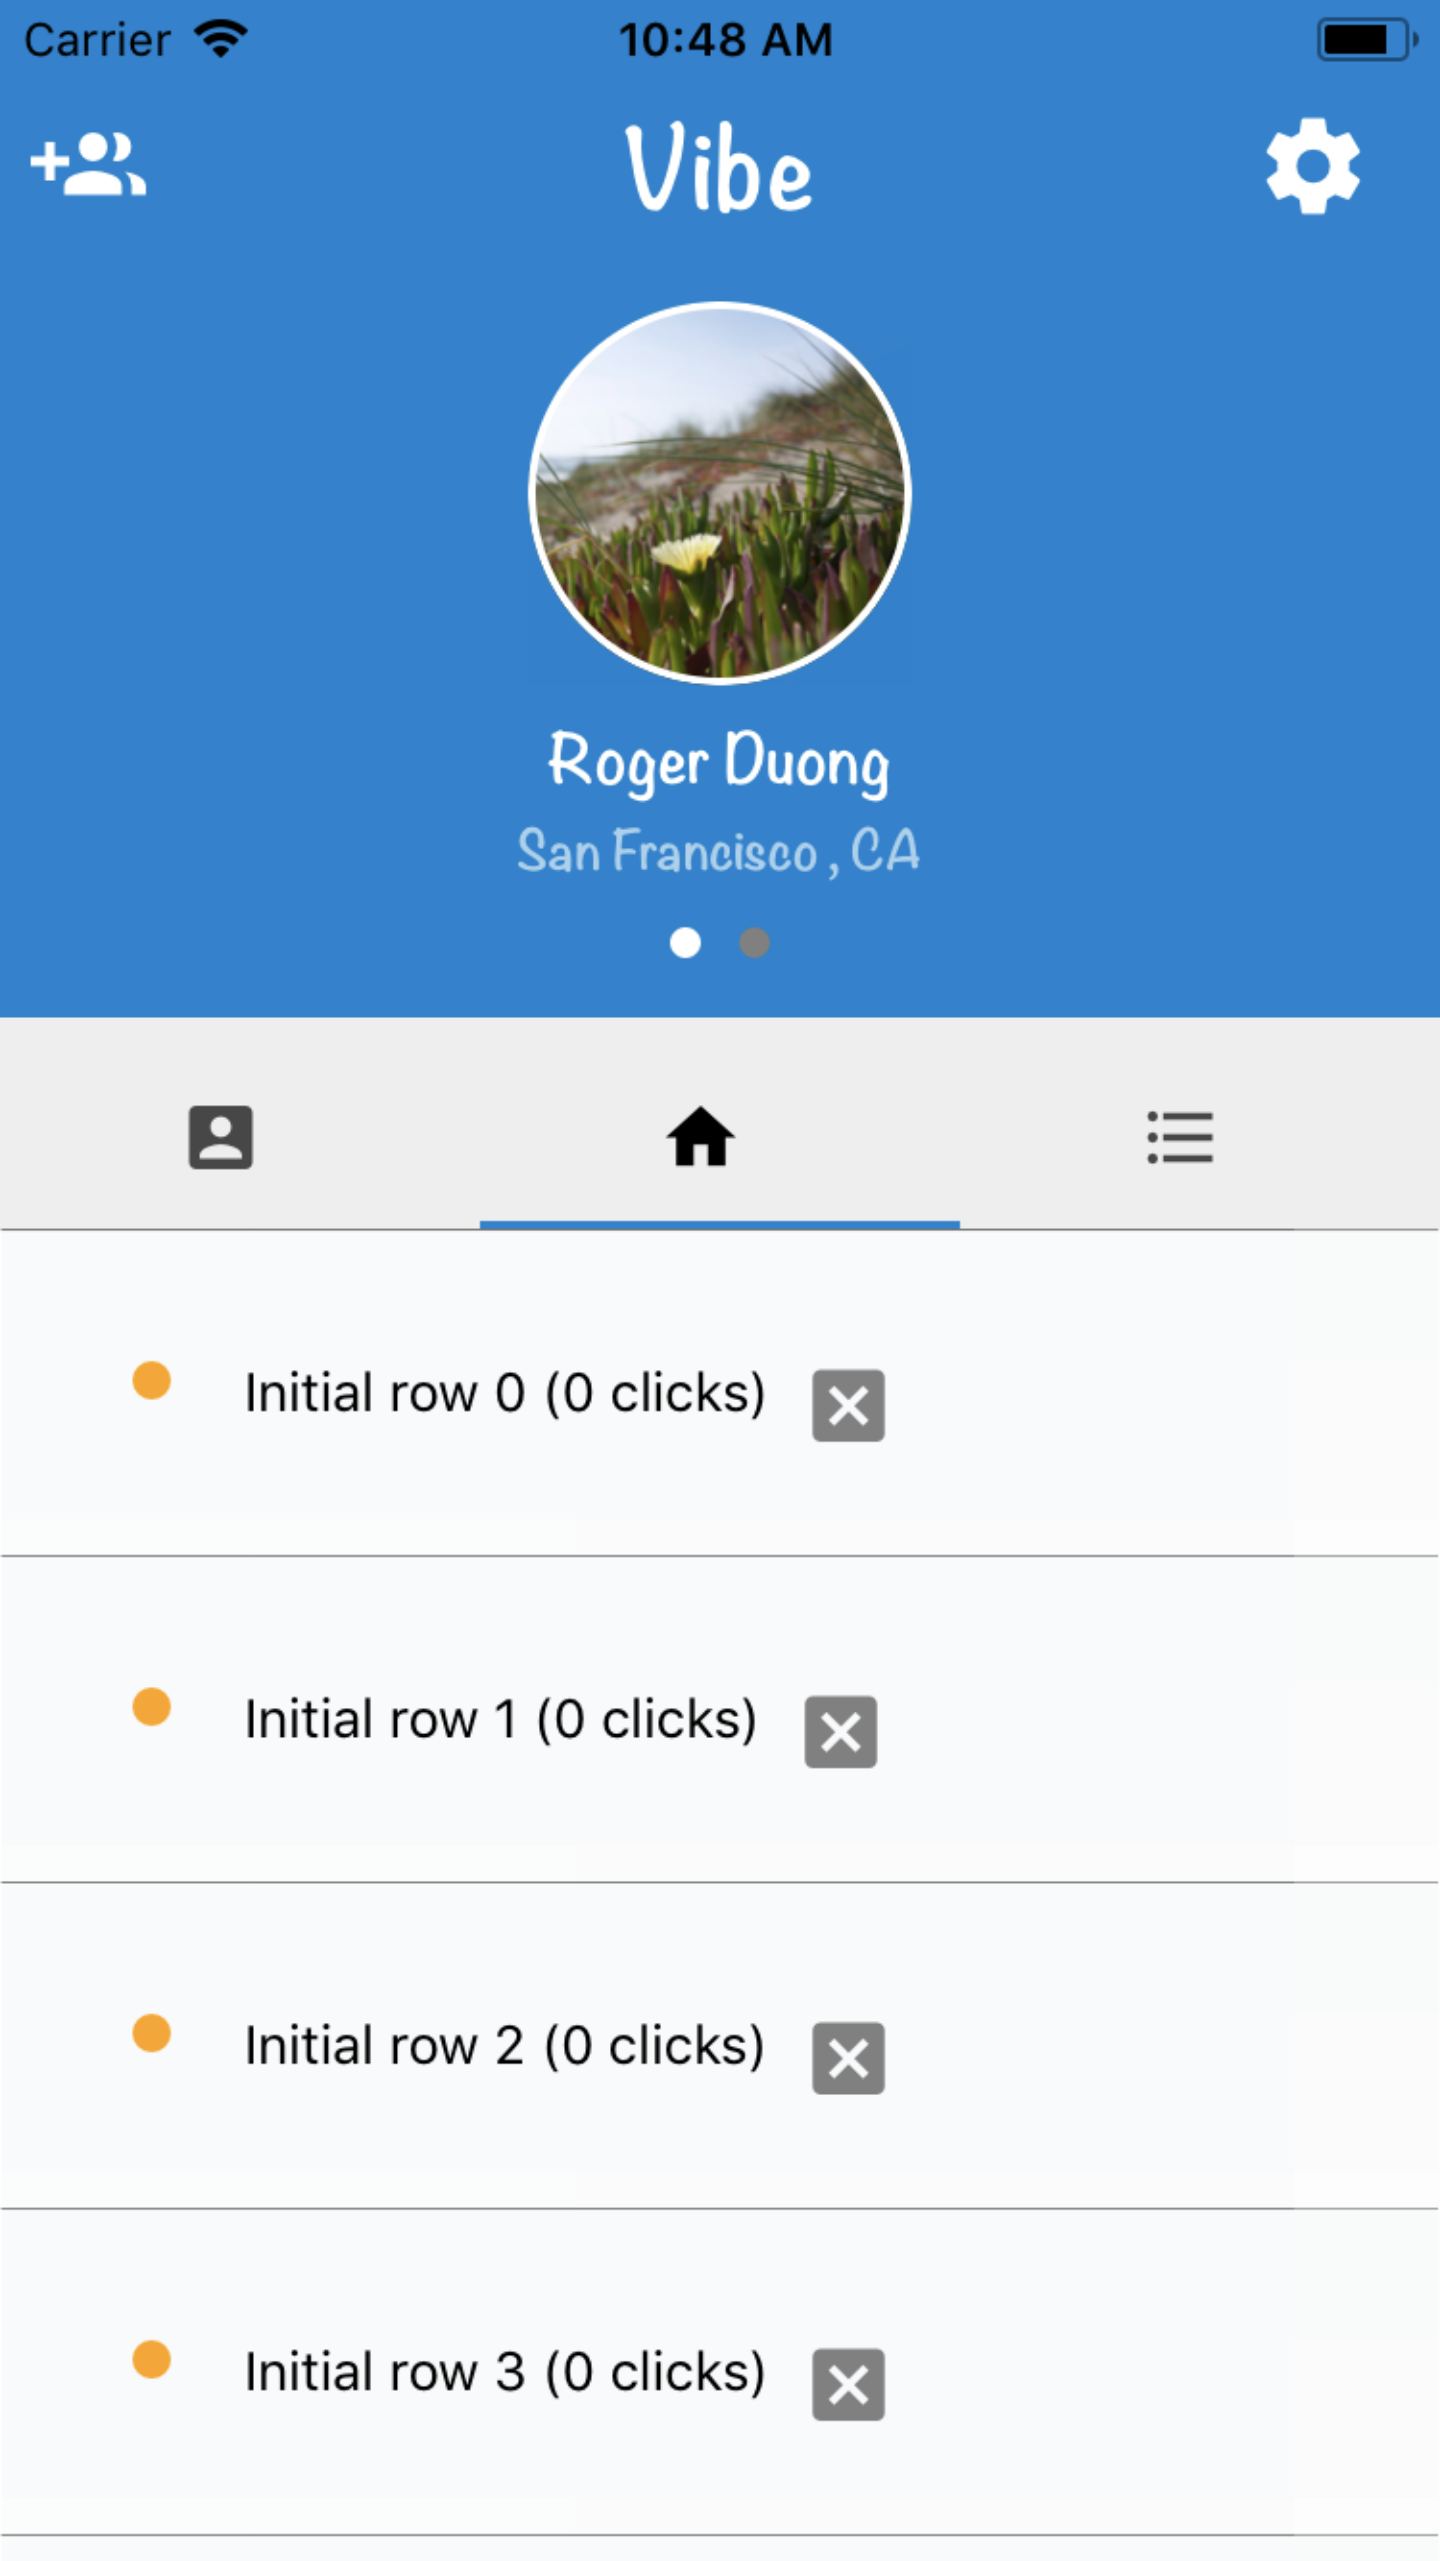 Carrier 10:48 AM
Vibe
Roger Duong
San Francisco , CA
Initial row 0 (0 clicks)
Initial row 1 (0 clicks)
Initial row 2 (0 clicks)
Initial row 3 (0 clicks)